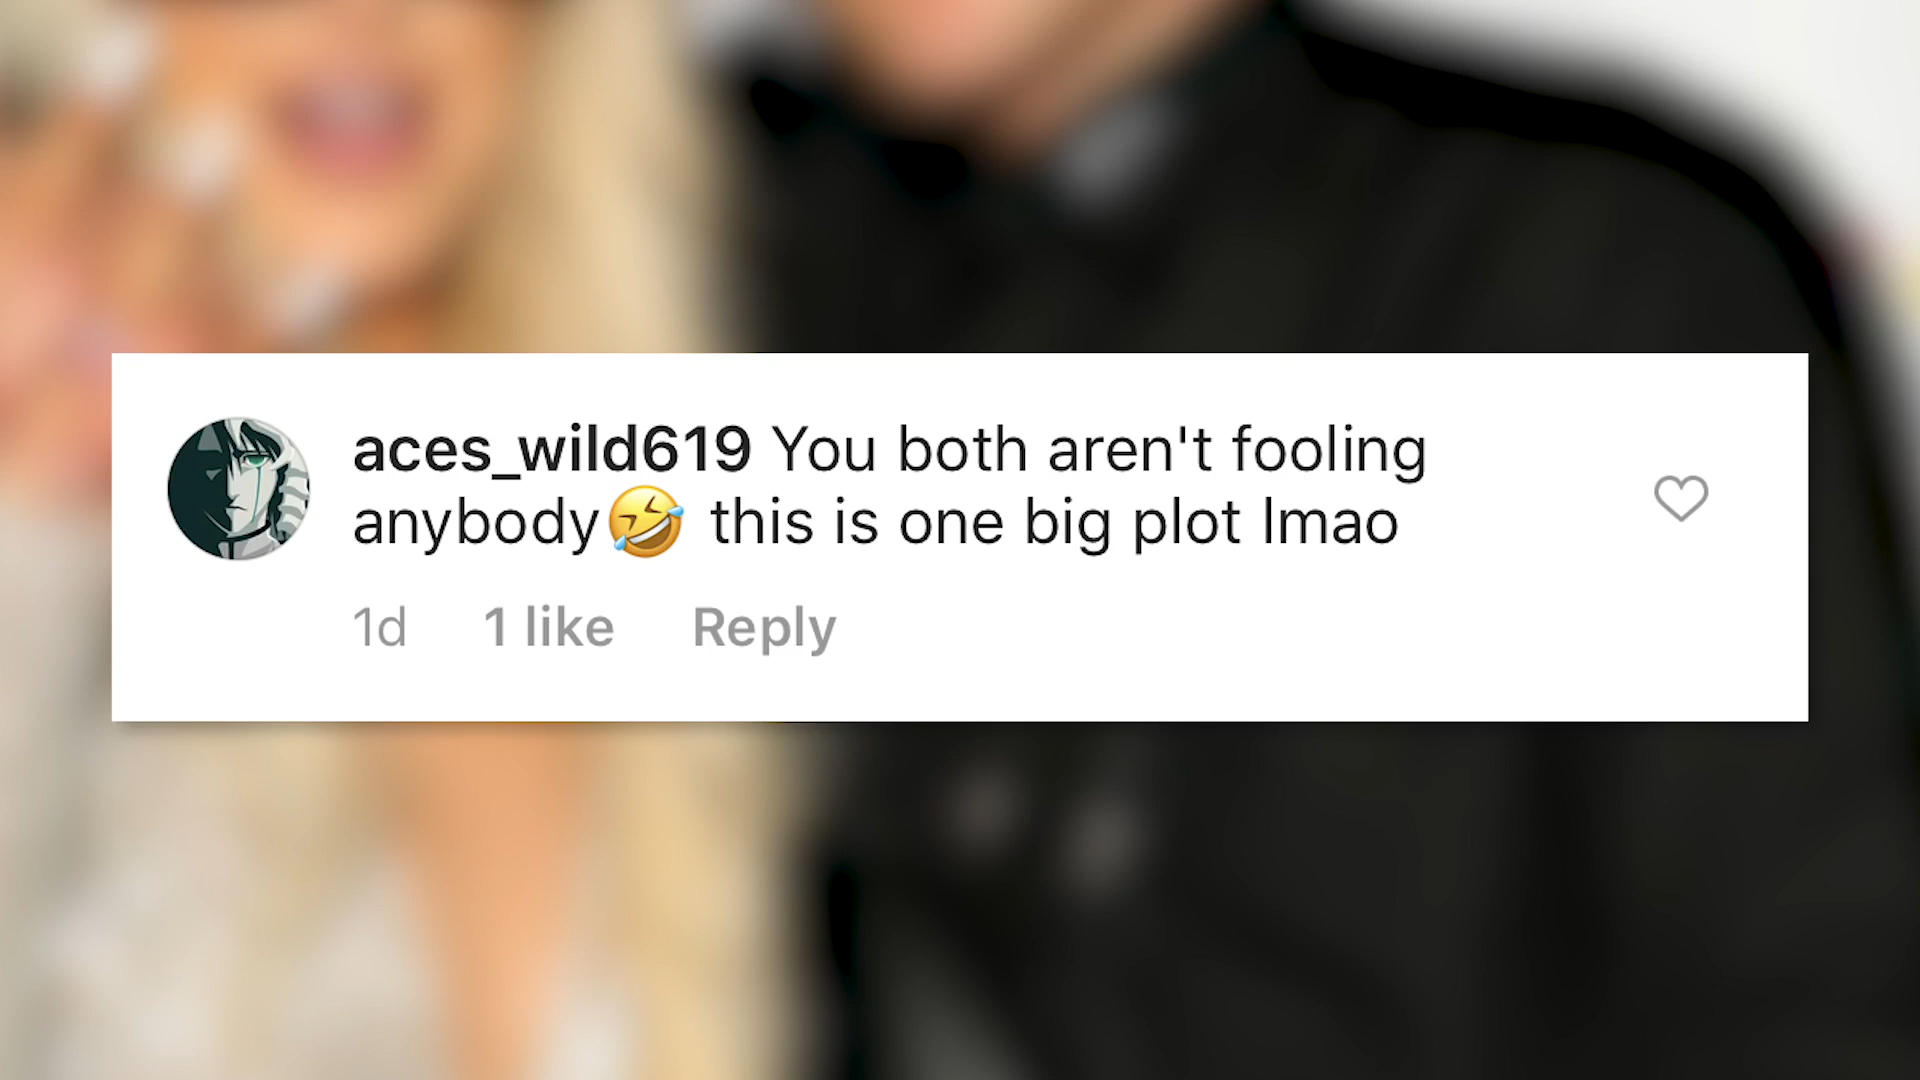 aces_wild619 You both aren't fooling
anybody🤣 this is one big plot lmao
1d 1 like Reply